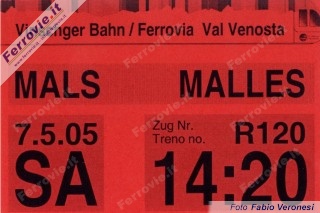 Ferrovie.it
Vinschger Bahn / Ferrovia Val Venosta
MALS MALLES
7.5.05 Zug Nr. Treno no. R120
SA 14:20
Foto Fabio Veronesi